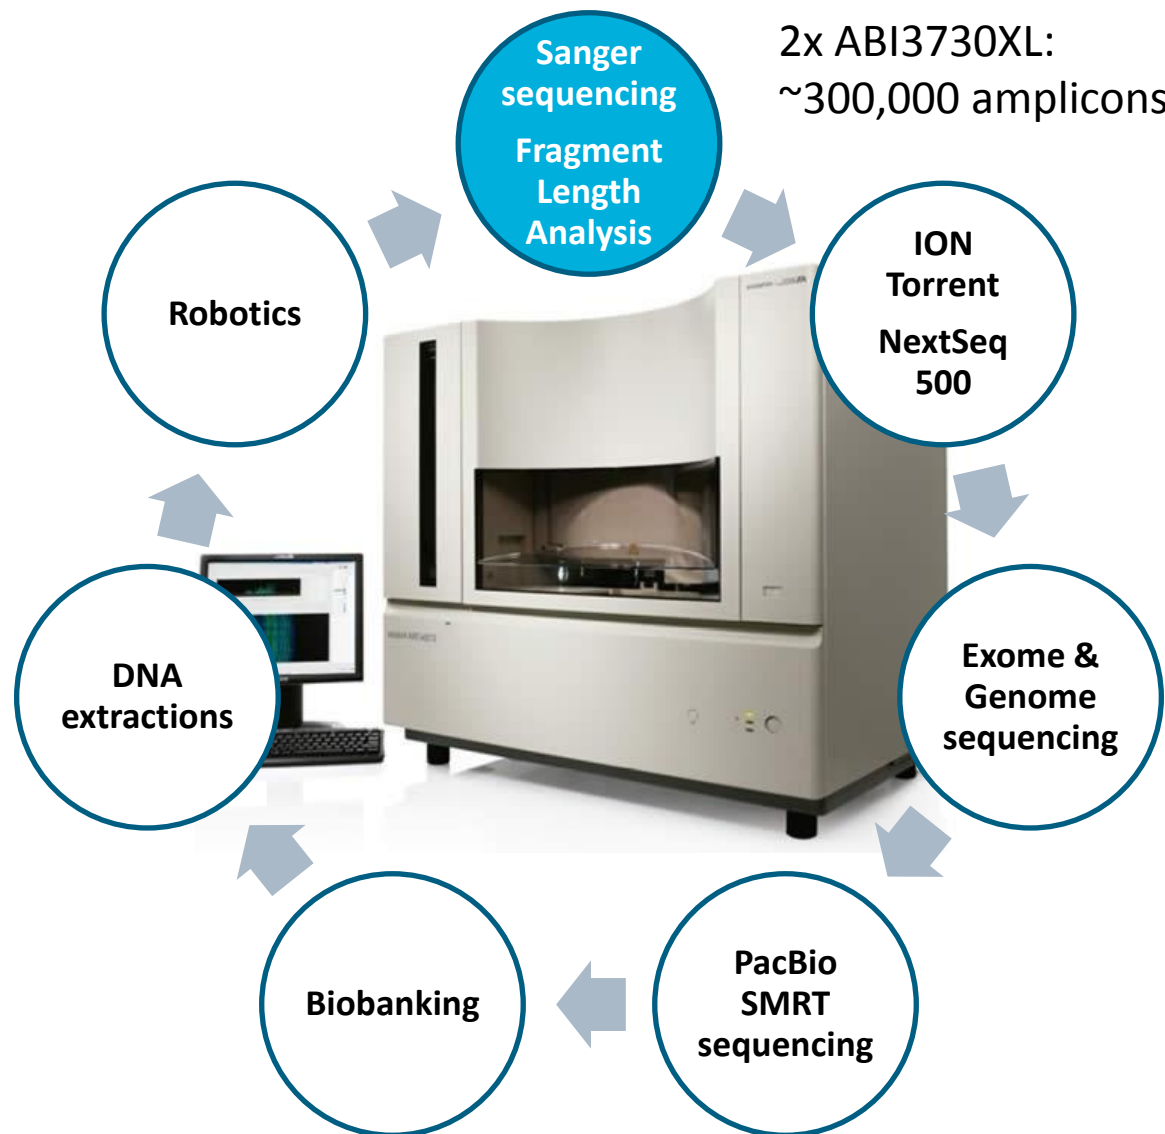 2x ABI3730XL:
~300,000 amplicons
Sanger
sequencing
Fragment
Length
Analysis
ION
Torrent
NextSeq
500
Exome &
Genome
sequencing
PacBio
SMRT
sequencing
Biobanking
DNA
extractions
Robotics